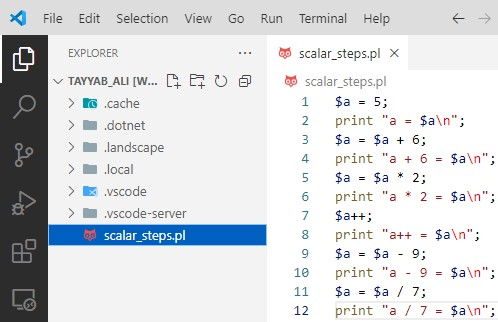 File Edit Selection View Go Run Terminal Help
EXPLORER
TAYYAB_ALI [W...
.cache
.dotnet
.landscape
.local
.vscode
.vscode-server
scalar_steps.pl
scalar_steps.pl
scalar_steps.pl
1 $a = 5;
2 print "a = $a\n";
3 $a = $a + 6;
4 print "a + 6 = $a\n";
5 $a = $a * 2;
6 print "a * 2 = $a\n";
7 $a++;
8 print "a++ = $a\n";
9 $a = $a - 9;
10 print "a - 9 = $a\n";
11 $a = $a / 7;
12 print "a / 7 = $a\n";